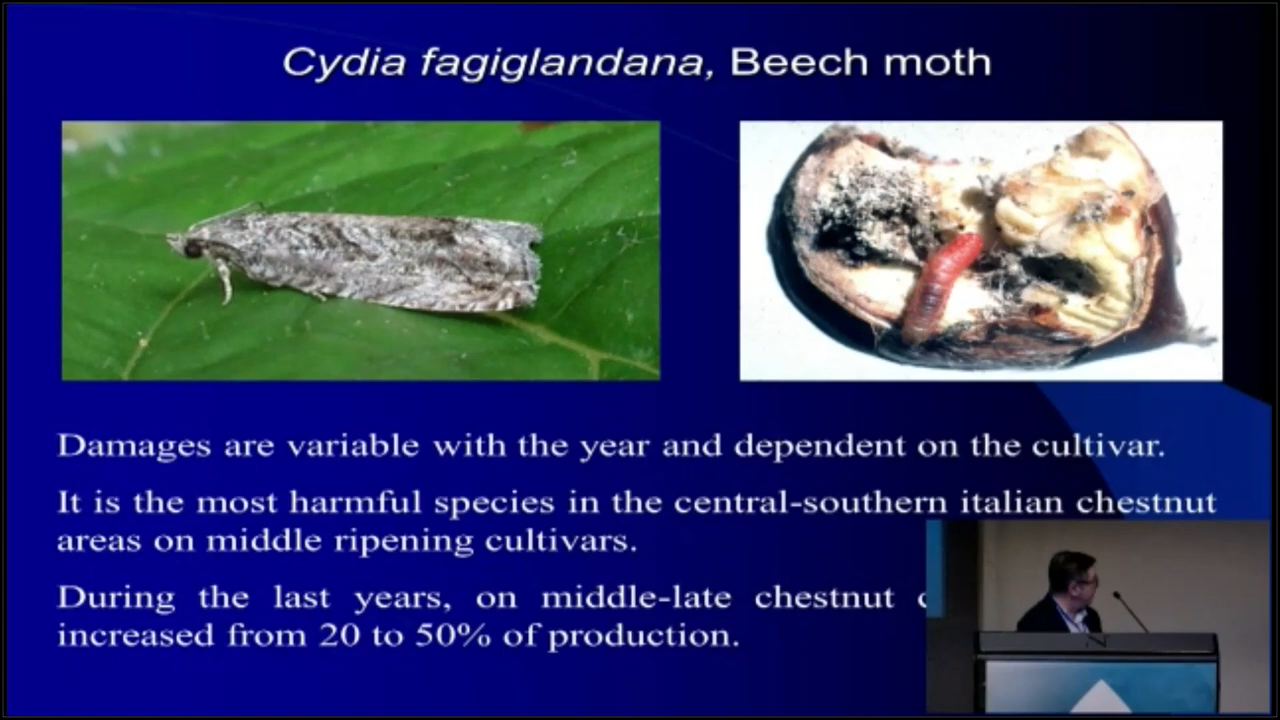 Cydia fagiglandana, Beech moth
Damages are variable with the year and dependent on the cultivar.
It is the most harmful species in the central-southern italian chestnut
areas on middle ripening cultivars.
During the last years, on middle-late chestnut
increased from 20 to 50% of production.